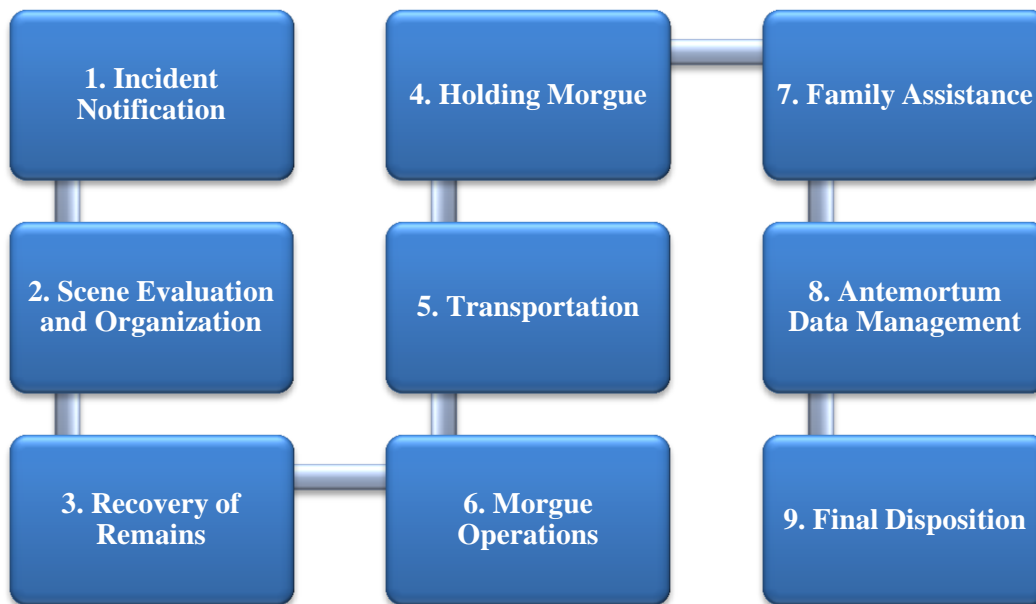 1. Incident
Notification
2. Scene Evaluation
and Organization
3. Recovery of
Remains
4. Holding Morgue
5. Transportation
6. Morgue
Operations
7. Family Assistance
8. Antemortum
Data Management
9. Final Disposition